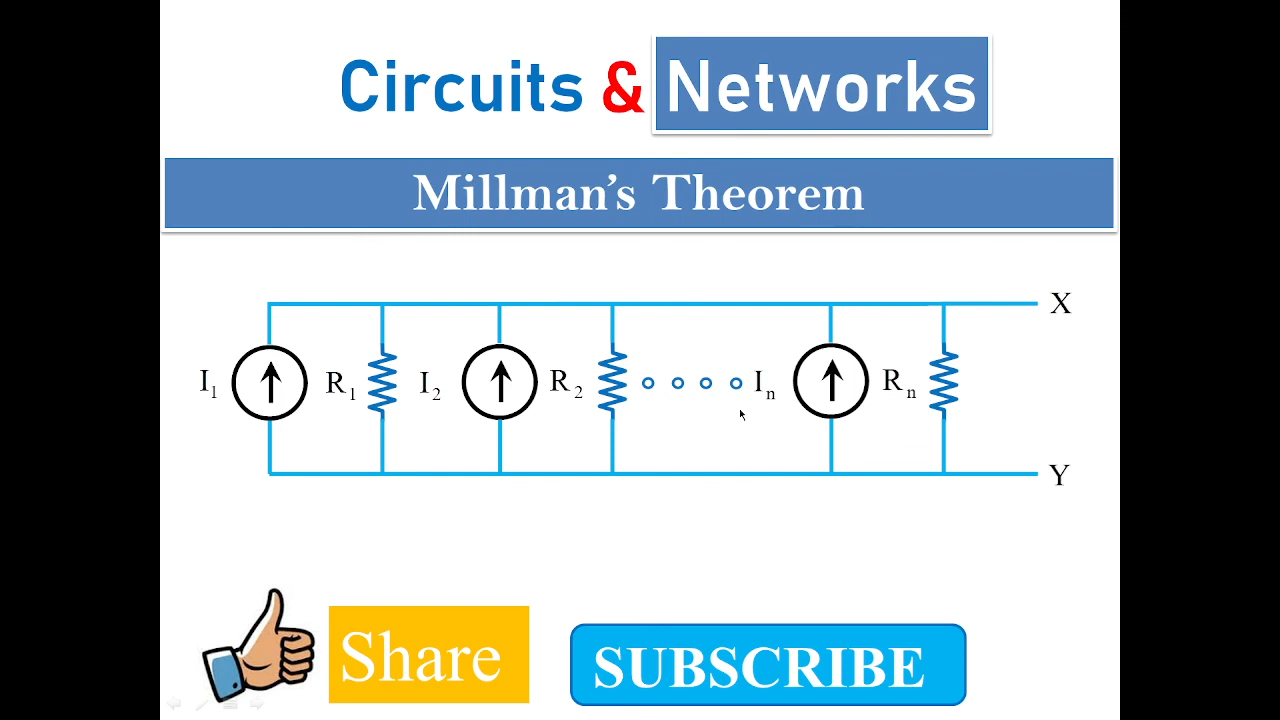 Circuits & Networks
Millman's Theorem
X
I1 R1 I2 R2 In Rn
Y
Share
SUBSCRIBE